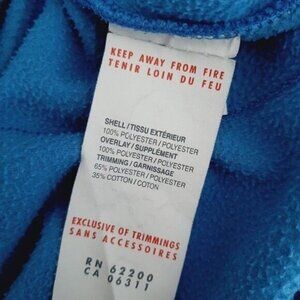 KEEP AWAY FROM FIRE
TENIR LOIN DU FEU
SHELL / TISSU EXTÉRIEUR
100% POLYESTER / POLYESTER
OVERLAY / SUPPLÉMENT
100% POLYESTER / POLYESTER
TRIMMING / GARNISSAGE
65% POLYESTER / POLYESTER
35% COTTON / COTON
EXCLUSIVE OF TRIMMINGS
SANS ACCESSOIRES
RN 62200
CA 06311